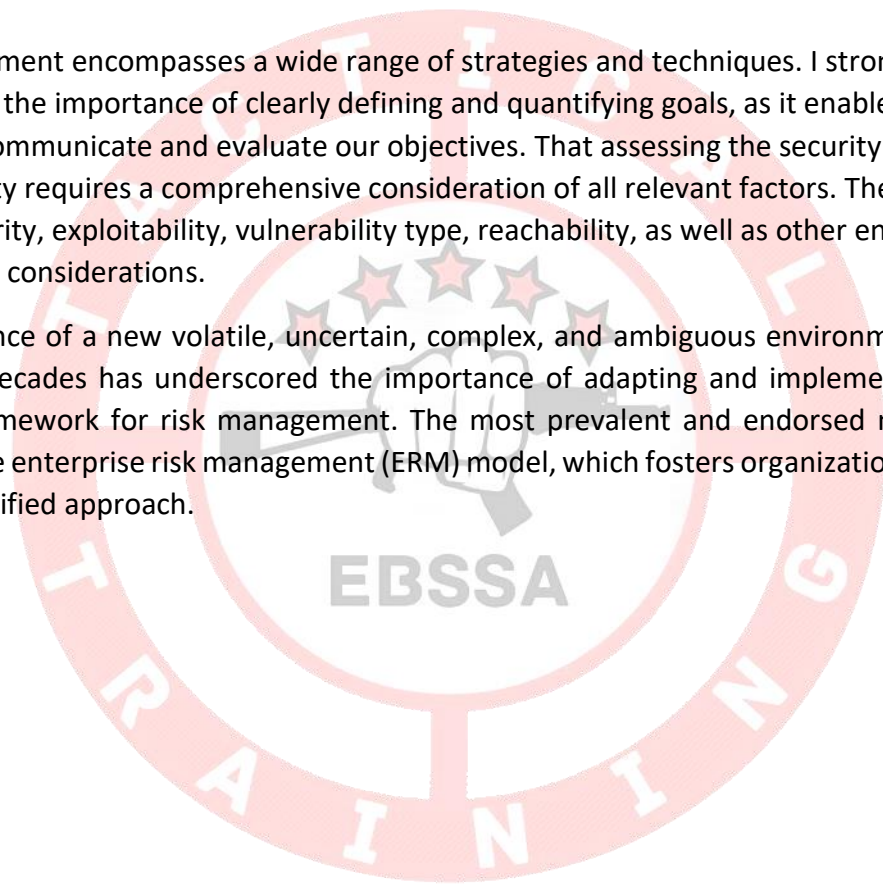 ment encompasses a wide range of strategies and techniques. I stron
the importance of clearly defining and quantifying goals, as it enable
ommunicate and evaluate our objectives. That assessing the security
ty requires a comprehensive consideration of all relevant factors. The
rity, exploitability, vulnerability type, reachability, as well as other en
considerations.
nce of a new volatile, uncertain, complex, and ambiguous environm
ecades has underscored the importance of adapting and impleme
mework for risk management. The most prevalent and endorsed
e enterprise risk management (ERM) model, which fosters organizatio
ified approach.
TACTICAL
EBSSA
TRAINING